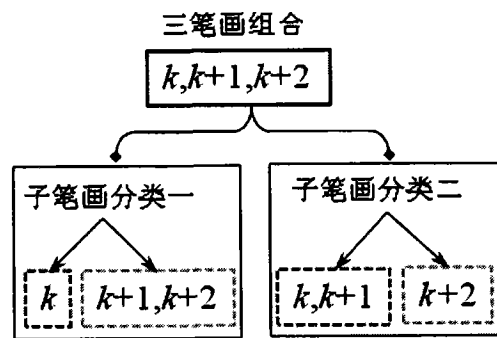 三笔画组合
k,k+1,k+2
子笔画分类一
子笔画分类二
k
k+1,k+2
k,k+1
k+2